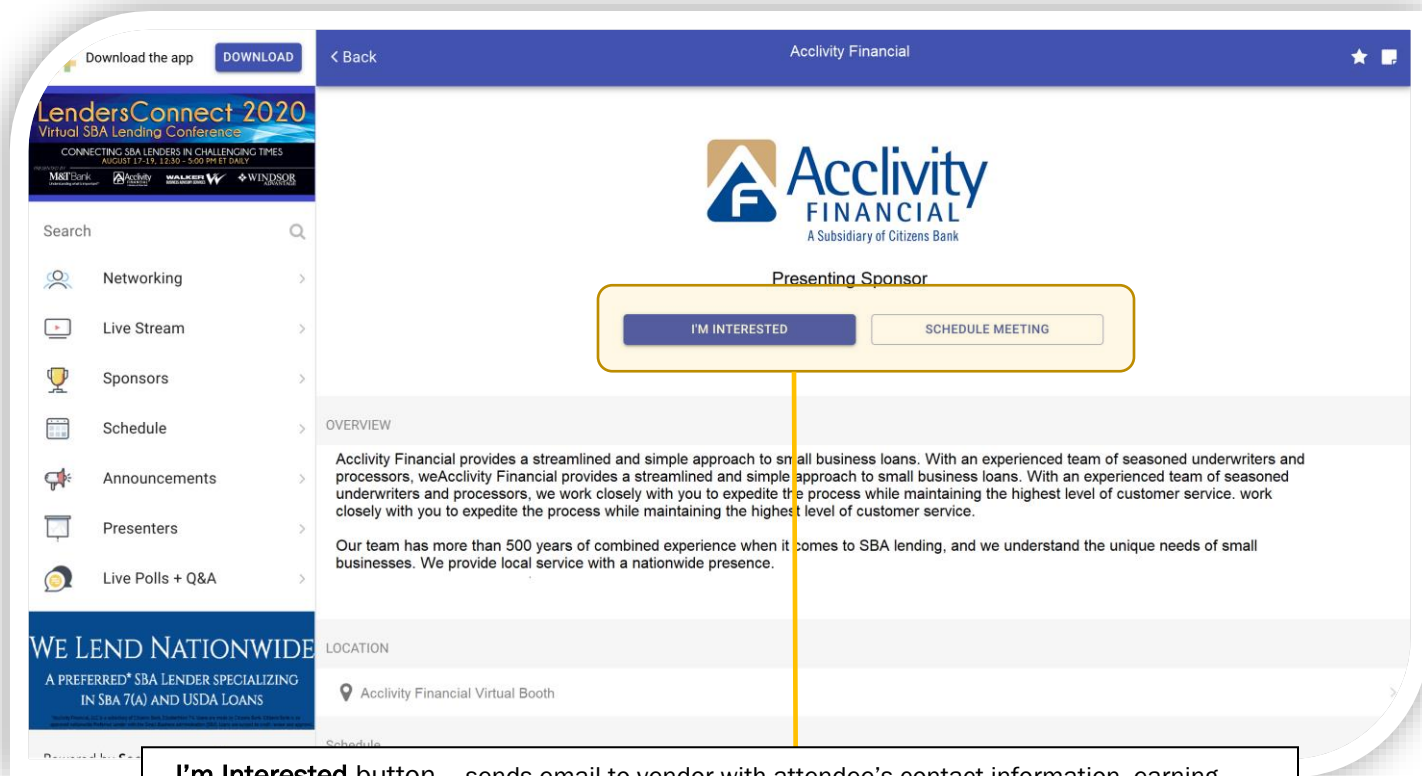 Download the app
DOWNLOAD
< Back
Acclivity Financial
LendersConnect 2020
Virtual SBA Lending Conference
CONNECTING SBA LENDERS IN CHALLENGING TIMES
AUGUST 17-19, 12:30 - 5:00 PM ET DAILY
M&T Bank
Acclivity
WALKER
WINDSOR
ADVANTAGE
Search
Networking
Live Stream
Sponsors
Schedule
Announcements
Presenters
Live Polls + Q&A
WE LEND NATIONWIDE
A PREFERRED* SBA LENDER SPECIALIZING
IN SBA 7(A) AND USDA LOANS
F
Acclivity
FINANCIAL
A Subsidiary of Citizens Bank
Presenting Sponsor
I'M INTERESTED
SCHEDULE MEETING
OVERVIEW
Acclivity Financial provides a streamlined and simple approach to small business loans. With an experienced team of seasoned underwriters and
processors, weAcclivity Financial provides a streamlined and simple approach to small business loans. With an experienced team of seasoned
underwriters and processors, we work closely with you to expedite the process while maintaining the highest level of customer service. work
closely with you to expedite the process while maintaining the highest level of customer service.
Our team has more than 500 years of combined experience when it comes to SBA lending, and we understand the unique needs of small
businesses. We provide local service with a nationwide presence.
LOCATION
Acclivity Financial Virtual Booth
Schedule
I'm Interested button – sends email to vendor with attendee's contact information, earning